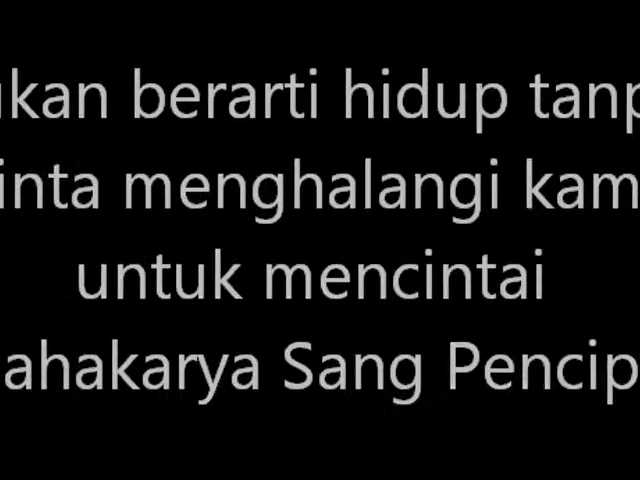 ukan berarti hidup tanp
inta menghalangi kam
untuk mencintai
ahakarya Sang Pencip